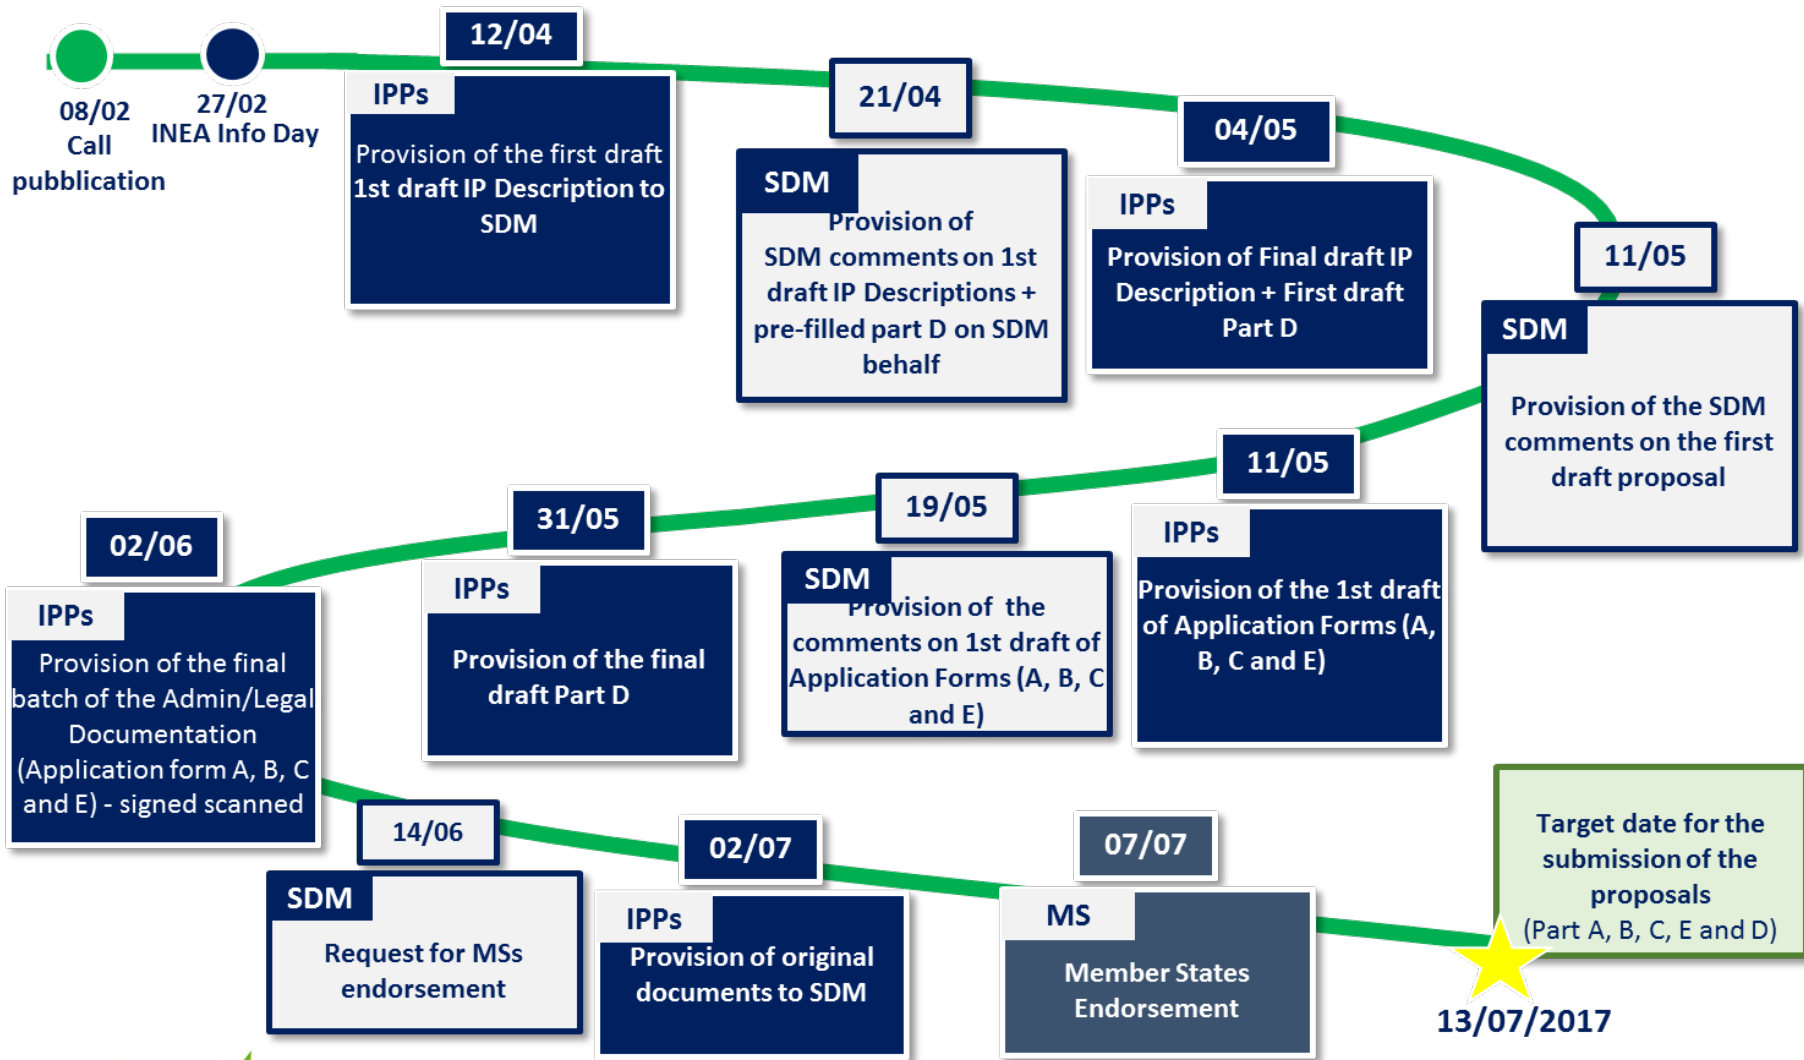 08/02
Call
pubblication
27/02
INEA Info Day
12/04
IPPs
Provision of the first draft
1st draft IP Description to
SDM
21/04
SDM
Provision of
SDM comments on 1st
draft IP Descriptions +
pre-filled part D on SDM
behalf
04/05
IPPs
Provision of Final draft IP
Description + First draft
Part D
11/05
SDM
Provision of the SDM
comments on the first
draft proposal
11/05
IPPs
Provision of the 1st draft
of Application Forms (A,
B, C and E)
19/05
SDM
Provision of the
comments on 1st draft of
Application Forms (A, B, C
and E)
31/05
IPPs
Provision of the final
draft Part D
02/06
IPPs
Provision of the final
batch of the Admin/Legal
Documentation
(Application form A, B, C
and E) - signed scanned
14/06
SDM
Request for MSs
endorsement
02/07
IPPs
Provision of original
documents to SDM
07/07
MS
Member States
Endorsement
Target date for the
submission of the
proposals
(Part A, B, C, E and D)
13/07/2017